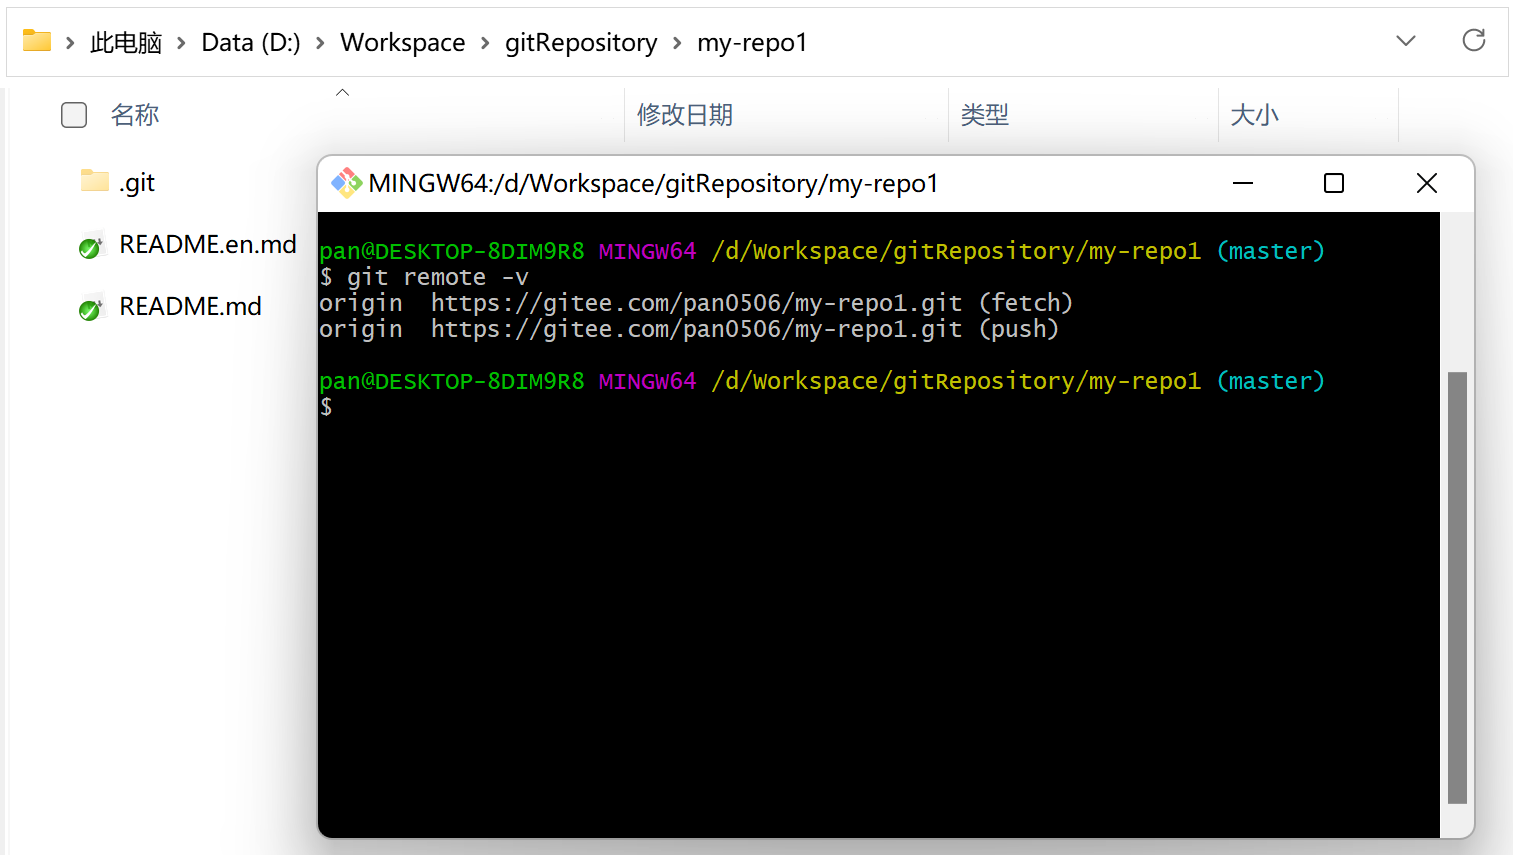 此电脑 > Data (D:) > Workspace > gitRepository > my-repo1
名称 修改日期 类型 大小
.git
README.en.md
README.md
MINGW64:/d/Workspace/gitRepository/my-repo1
pan@DESKTOP-8DIM9R8 MINGW64 /d/Workspace/gitRepository/my-repo1 (master)
$ git remote -v
origin  https://gitee.com/pan0506/my-repo1.git (fetch)
origin  https://gitee.com/pan0506/my-repo1.git (push)
pan@DESKTOP-8DIM9R8 MINGW64 /d/Workspace/gitRepository/my-repo1 (master)
$